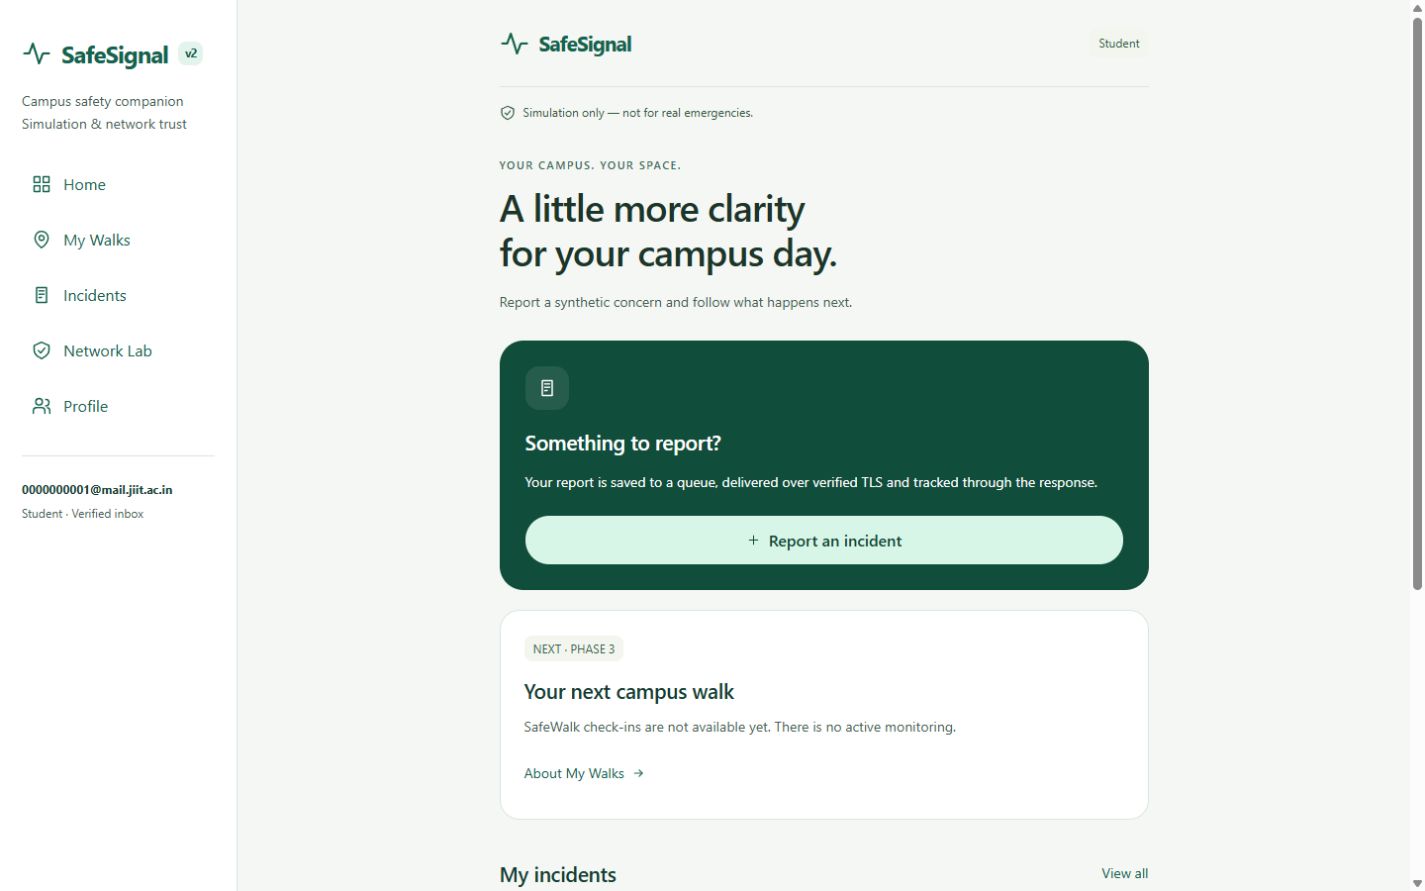 SafeSignal v2
Campus safety companion
Simulation & network trust
Home
My Walks
Incidents
Network Lab
Profile
0000000001@mail.jiit.ac.in
Student · Verified inbox
SafeSignal
Student
Simulation only — not for real emergencies.
YOUR CAMPUS. YOUR SPACE.
A little more clarity
for your campus day.
Report a synthetic concern and follow what happens next.
Something to report?
Your report is saved to a queue, delivered over verified TLS and tracked through the response.
+ Report an incident
NEXT · PHASE 3
Your next campus walk
SafeWalk check-ins are not available yet. There is no active monitoring.
About My Walks →
My incidents
View all